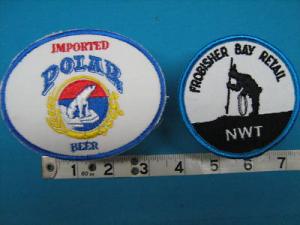 IMPORTED
POLAR
BEER
FROBISHER BAY RETAIL
NWT
1 2 3 4 5 6 7